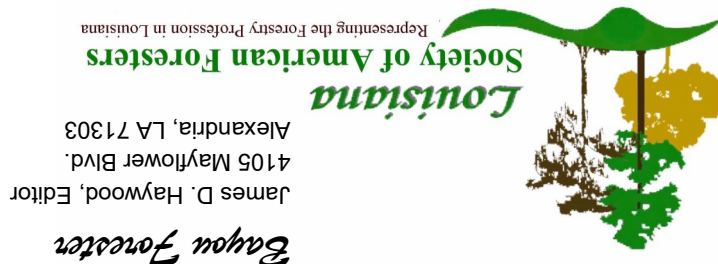 Bayou Forester
James D. Haywood, Editor
4105 Mayflower Blvd.
Alexandria, LA 71303
Louisiana
Society of American Foresters
Representing the Forestry Profession in Louisiana